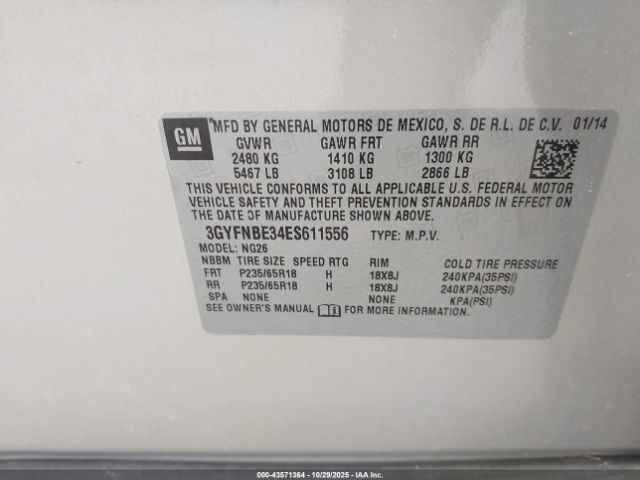 GM
MFD BY GENERAL MOTORS DE MEXICO, S. DE R.L. DE C.V. 01/14
GVWR GAWR FRT GAWR RR
2480 KG 1410 KG 1300 KG
5467 LB 3108 LB 2866 LB
THIS VEHICLE CONFORMS TO ALL APPLICABLE U.S. FEDERAL MOTOR
VEHICLE SAFETY AND THEFT PREVENTION STANDARDS IN EFFECT ON
THE DATE OF MANUFACTURE SHOWN ABOVE.
3GYFNBE34ES611556 TYPE: M.P.V.
MODEL: NG26
NBBM TIRE SIZE SPEED RTG RIM COLD TIRE PRESSURE
FRT P235/65R18 H 18X8J 240KPA(35PSI)
RR P235/65R18 H 18X8J 240KPA(35PSI)
SPA NONE NONE KPA(PSI)
SEE OWNER'S MANUAL FOR MORE INFORMATION.
000-43571364 | 10/29/2025 | IAA, Inc.